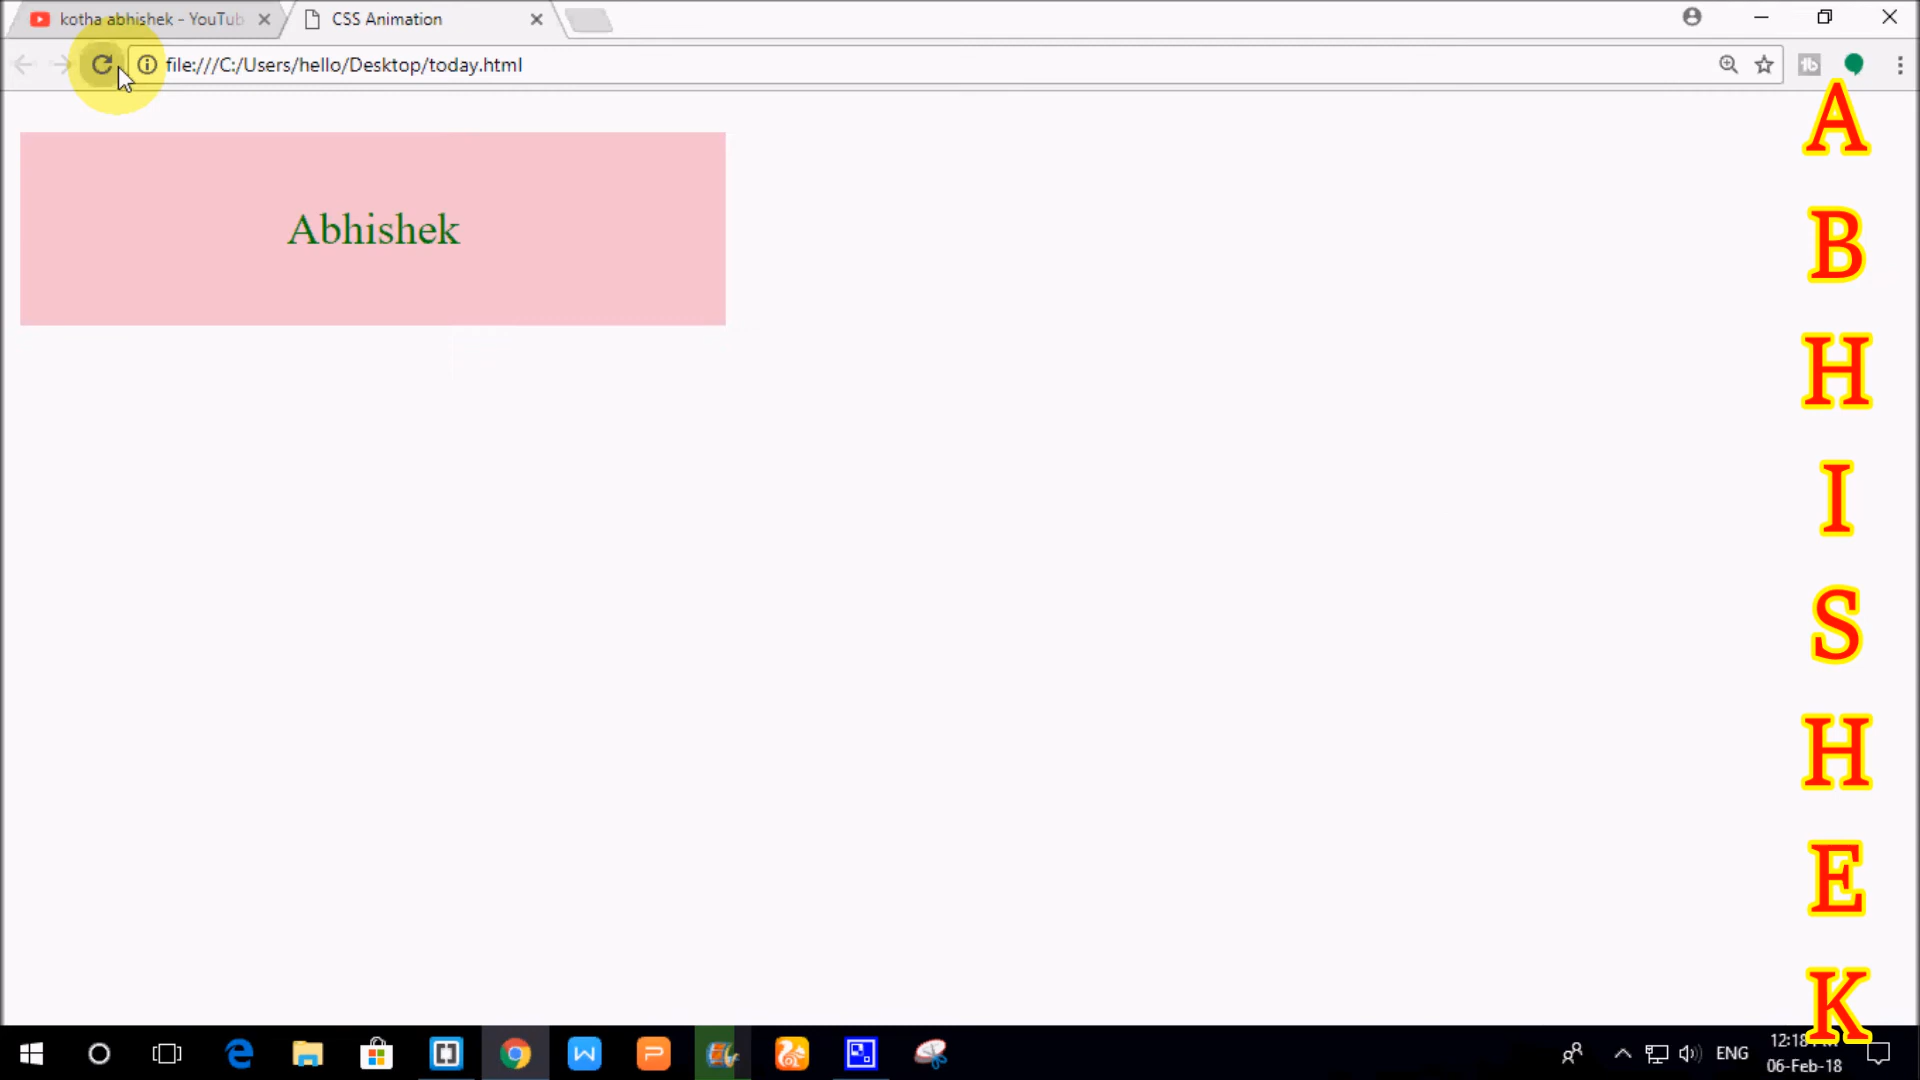 kotha abhishek - YouTub
CSS Animation
file:///C:/Users/hello/Desktop/today.html
Abhishek
A
B
H
I
S
H
E
K
ENG
12:18
06-Feb-18